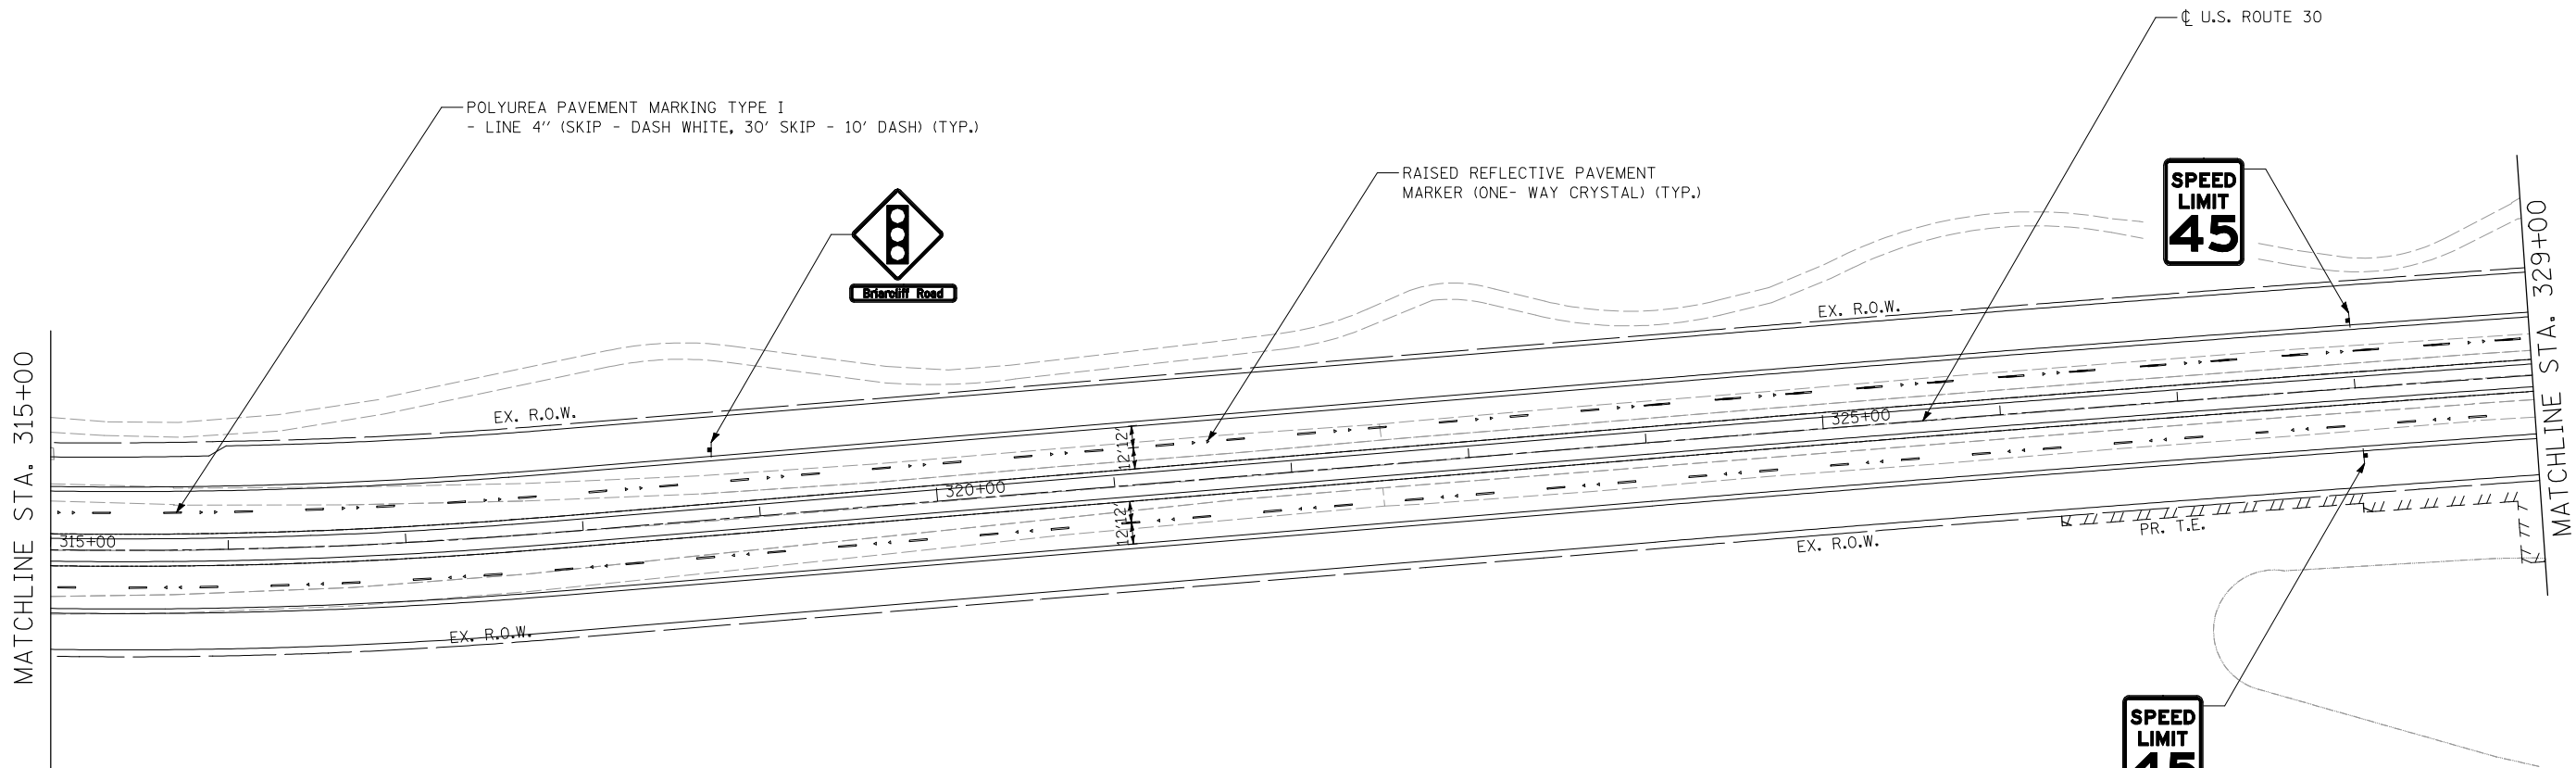 ℄ U.S. ROUTE 30
POLYUREA PAVEMENT MARKING TYPE I
- LINE 4" (SKIP - DASH WHITE, 30' SKIP - 10' DASH) (TYP.)
RAISED REFLECTIVE PAVEMENT
MARKER (ONE- WAY CRYSTAL) (TYP.)
SPEED
LIMIT
45
Briarcliff Road
EX. R.O.W.
EX. R.O.W.
MATCHLINE STA. 315+00
MATCHLINE STA. 329+00
325+00
12'
12'
320+00
315+00
12'
12'
PR. T.E.
EX. R.O.W.
EX. R.O.W.
SPEED
LIMIT
45